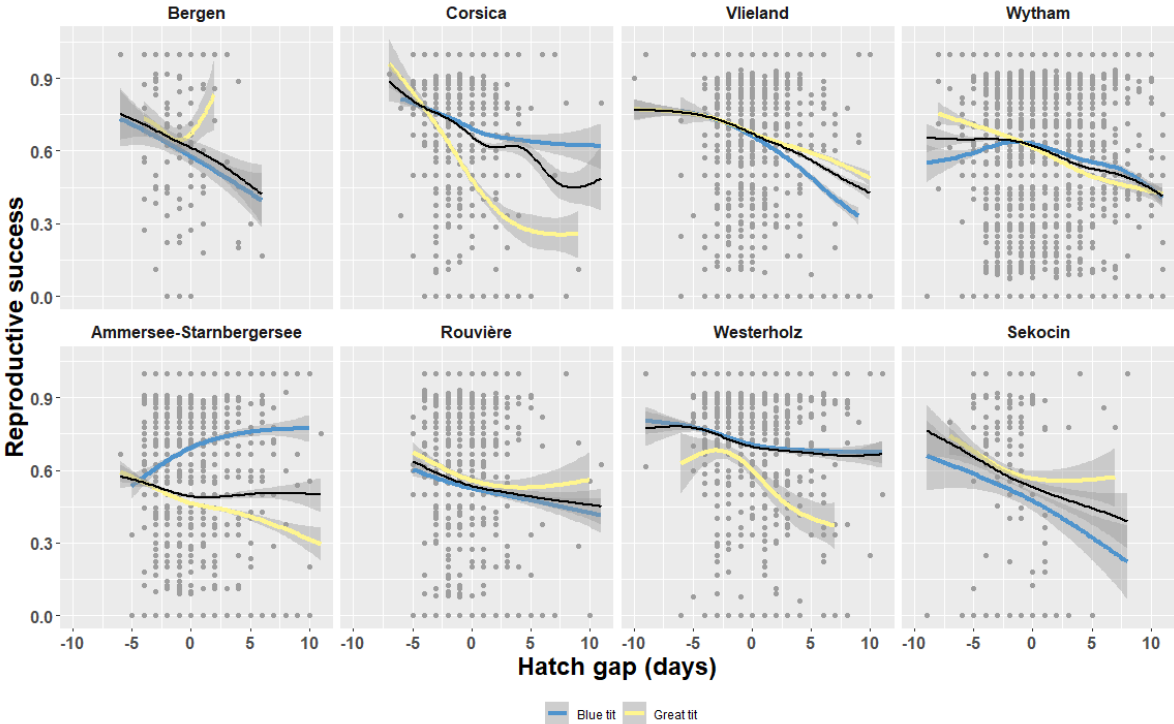 Bergen Corsica Vlieland Wytham
0.9
0.6
0.3
0.0
Reproductive success
Ammersee-Starnbergersee Rouvière Westerholz Sekocin
0.9
0.6
0.3
0.0
-10 -5 0 5 10 -10 -5 0 5 10 -10 -5 0 5 10 -10 -5 0 5 10
Hatch gap (days)
Blue tit Great tit